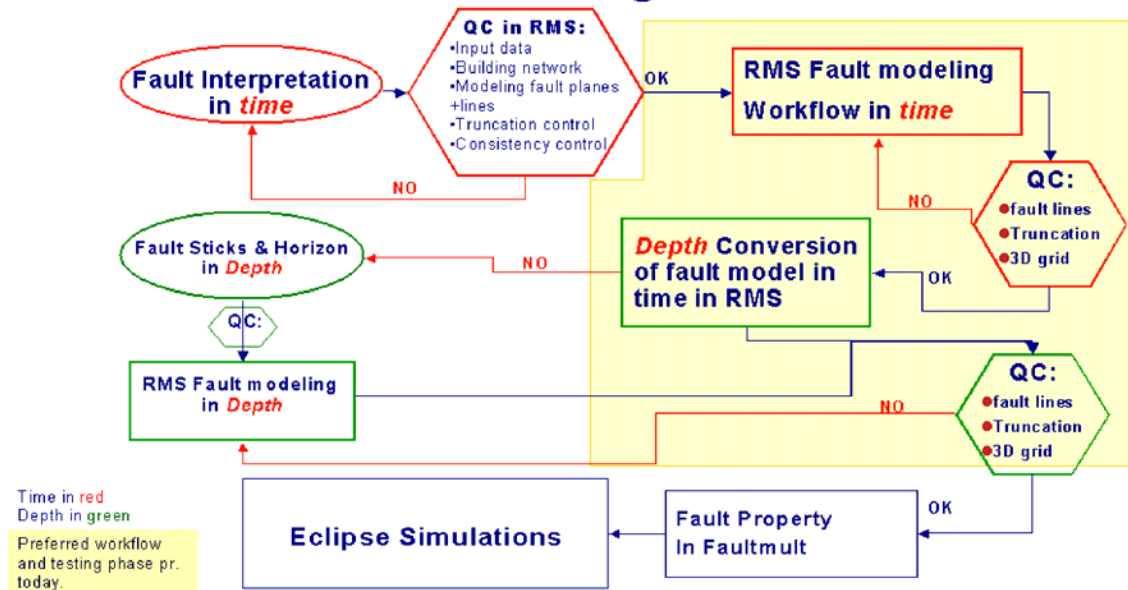 QC in RMS:
•Input data
•Building network
•Modeling fault planes
+lines
•Truncation control
•Consistency control
Fault Interpretation
in time
OK
RMS Fault modeling
Workflow in time
NO
NO
QC:
●fault lines
●Truncation
●3D grid
Fault Sticks & Horizon
in Depth
NO
Depth Conversion
of fault model in
time in RMS
OK
QC:
RMS Fault modeling
in Depth
NO
QC:
●fault lines
●Truncation
●3D grid
Time in red
Depth in green
Preferred workflow
and testing phase pr.
today.
Eclipse Simulations
Fault Property
In Faultmult
OK